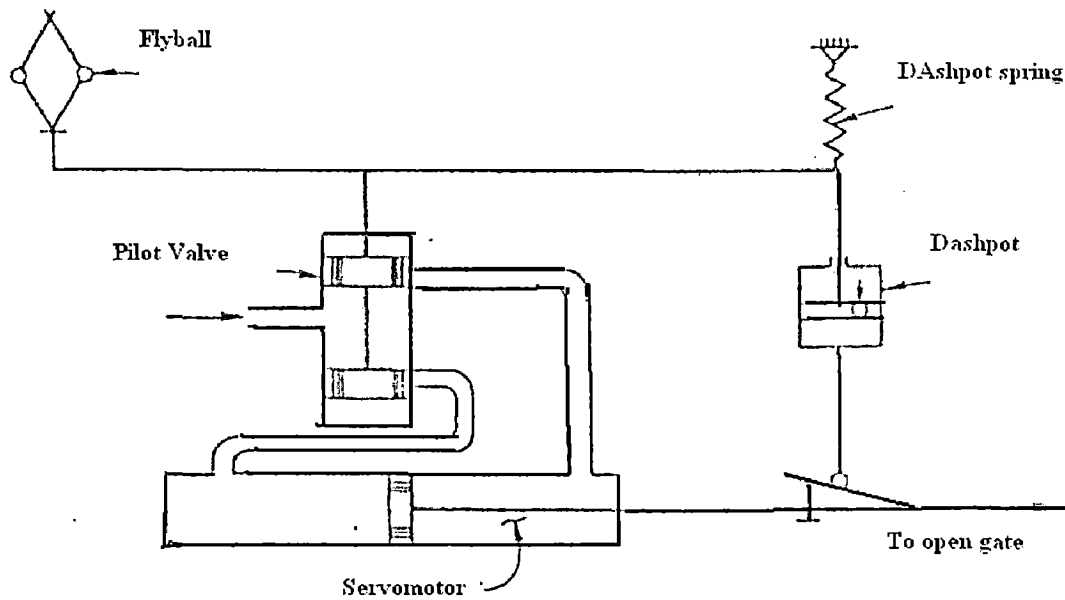 Flyball
DAshpot spring
Pilot Valve
Dashpot
To open gate
Servomotor